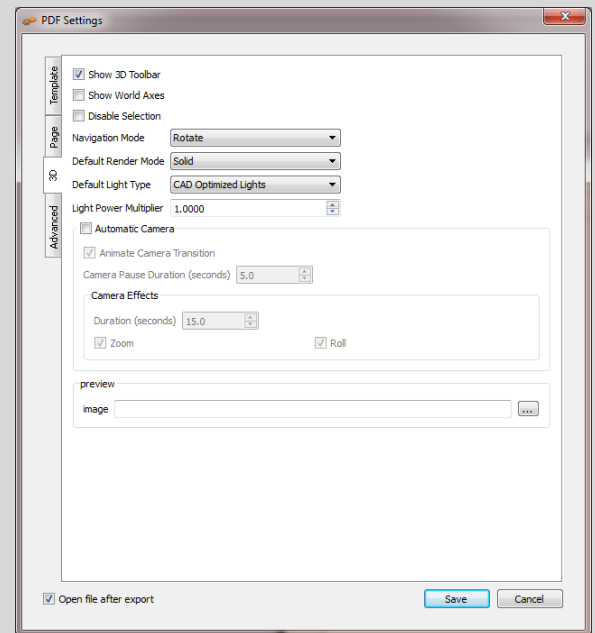 PDF Settings
Template
Page
3D
Advanced
Show 3D Toolbar
Show World Axes
Disable Selection
Navigation Mode Rotate
Default Render Mode Solid
Default Light Type CAD Optimized Lights
Light Power Multiplier 1.0000
Automatic Camera
Animate Camera Transition
Camera Pause Duration (seconds) 5.0
Camera Effects
Duration (seconds) 15.0
Zoom Roll
preview
image ...
Open file after export Save Cancel